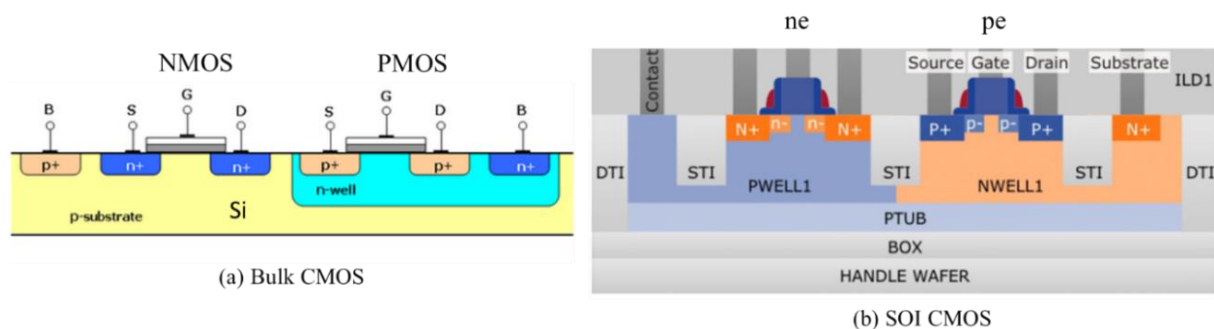 NMOS PMOS
B S G D S G D B
p+ n+ n+ p+ p+ n+
n-well
Si
p-substrate
(a) Bulk CMOS
ne pe
Contact Source Gate Drain Substrate ILD1
N+ n- n- N+ P+ p- p- P+ N+
DTI STI STI STI DTI
PWELL1 NWELL1
PTUB
BOX
HANDLE WAFER
(b) SOI CMOS